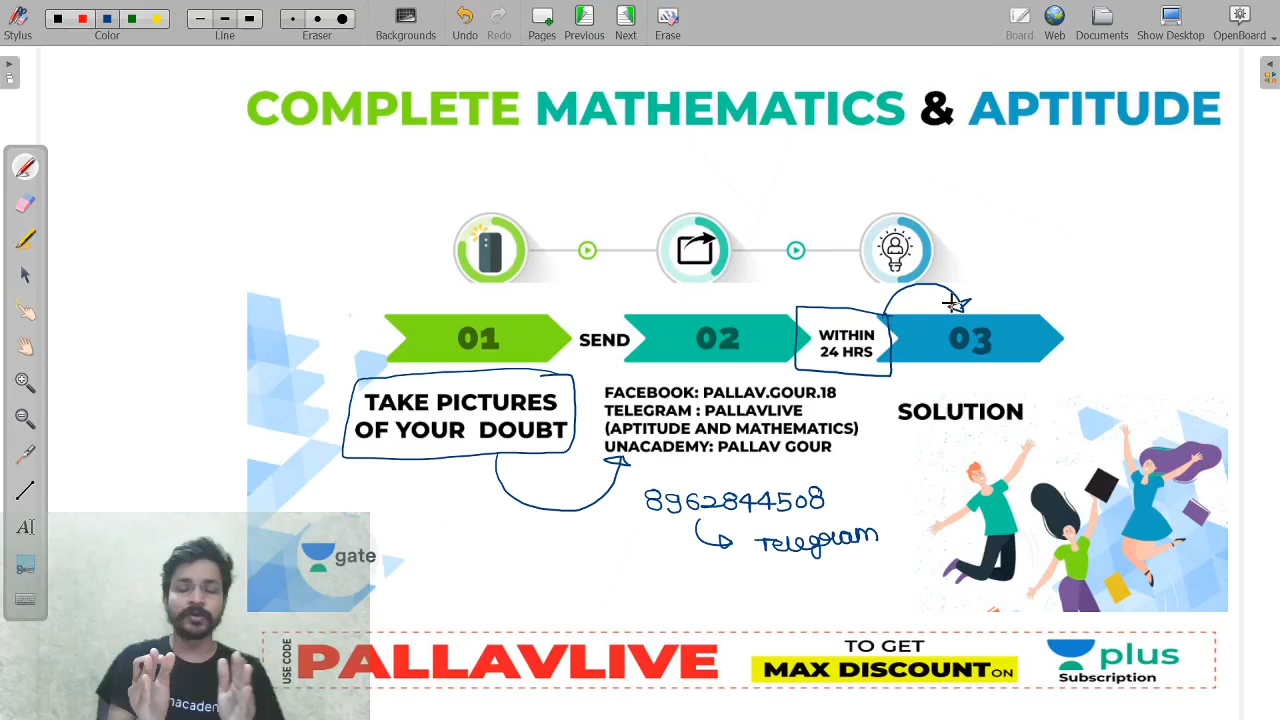 Stylus
Color
Line
Eraser
Backgrounds
Undo
Redo
Pages
Previous
Next
Erase
Board
Web
Documents
Show Desktop
OpenBoard
COMPLETE MATHEMATICS & APTITUDE
01
SEND
02
WITHIN
24 HRS
03
TAKE PICTURES
OF YOUR DOUBT
FACEBOOK: PALLAV.GOUR.18
TELEGRAM : PALLAVLIVE
(APTITUDE AND MATHEMATICS)
UNACADEMY: PALLAV GOUR
SOLUTION
8962844508
Telegram
gate
nacadem
USE CODE
PALLAVLIVE
TO GET
MAX DISCOUNT ON
plus
Subscription